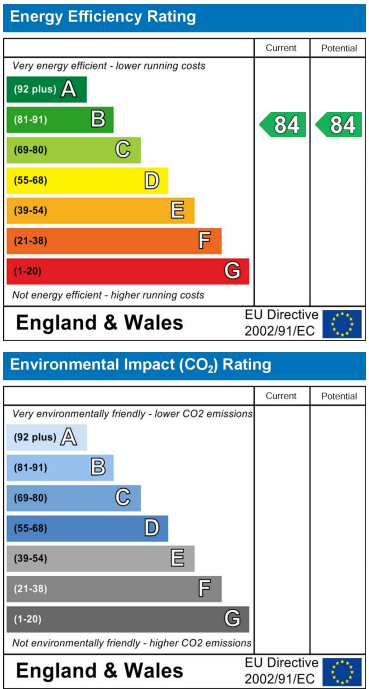 Energy Efficiency Rating
Current Potential
Very energy efficient - lower running costs
(92 plus) A
(81-91) B
84 84
(69-80) C
(55-68) D
(39-54) E
(21-38) F
(1-20) G
Not energy efficient - higher running costs
England & Wales
EU Directive
2002/91/EC
Environmental Impact (CO₂) Rating
Current Potential
Very environmentally friendly - lower CO2 emissions
(92 plus) A
(81-91) B
(69-80) C
(55-68) D
(39-54) E
(21-38) F
(1-20) G
Not environmentally friendly - higher CO2 emissions
England & Wales
EU Directive
2002/91/EC